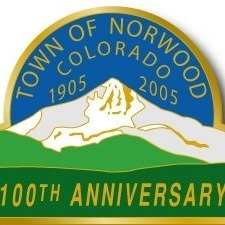 TOWN OF NORWOOD
COLORADO
1905 2005
100TH ANNIVERSARY